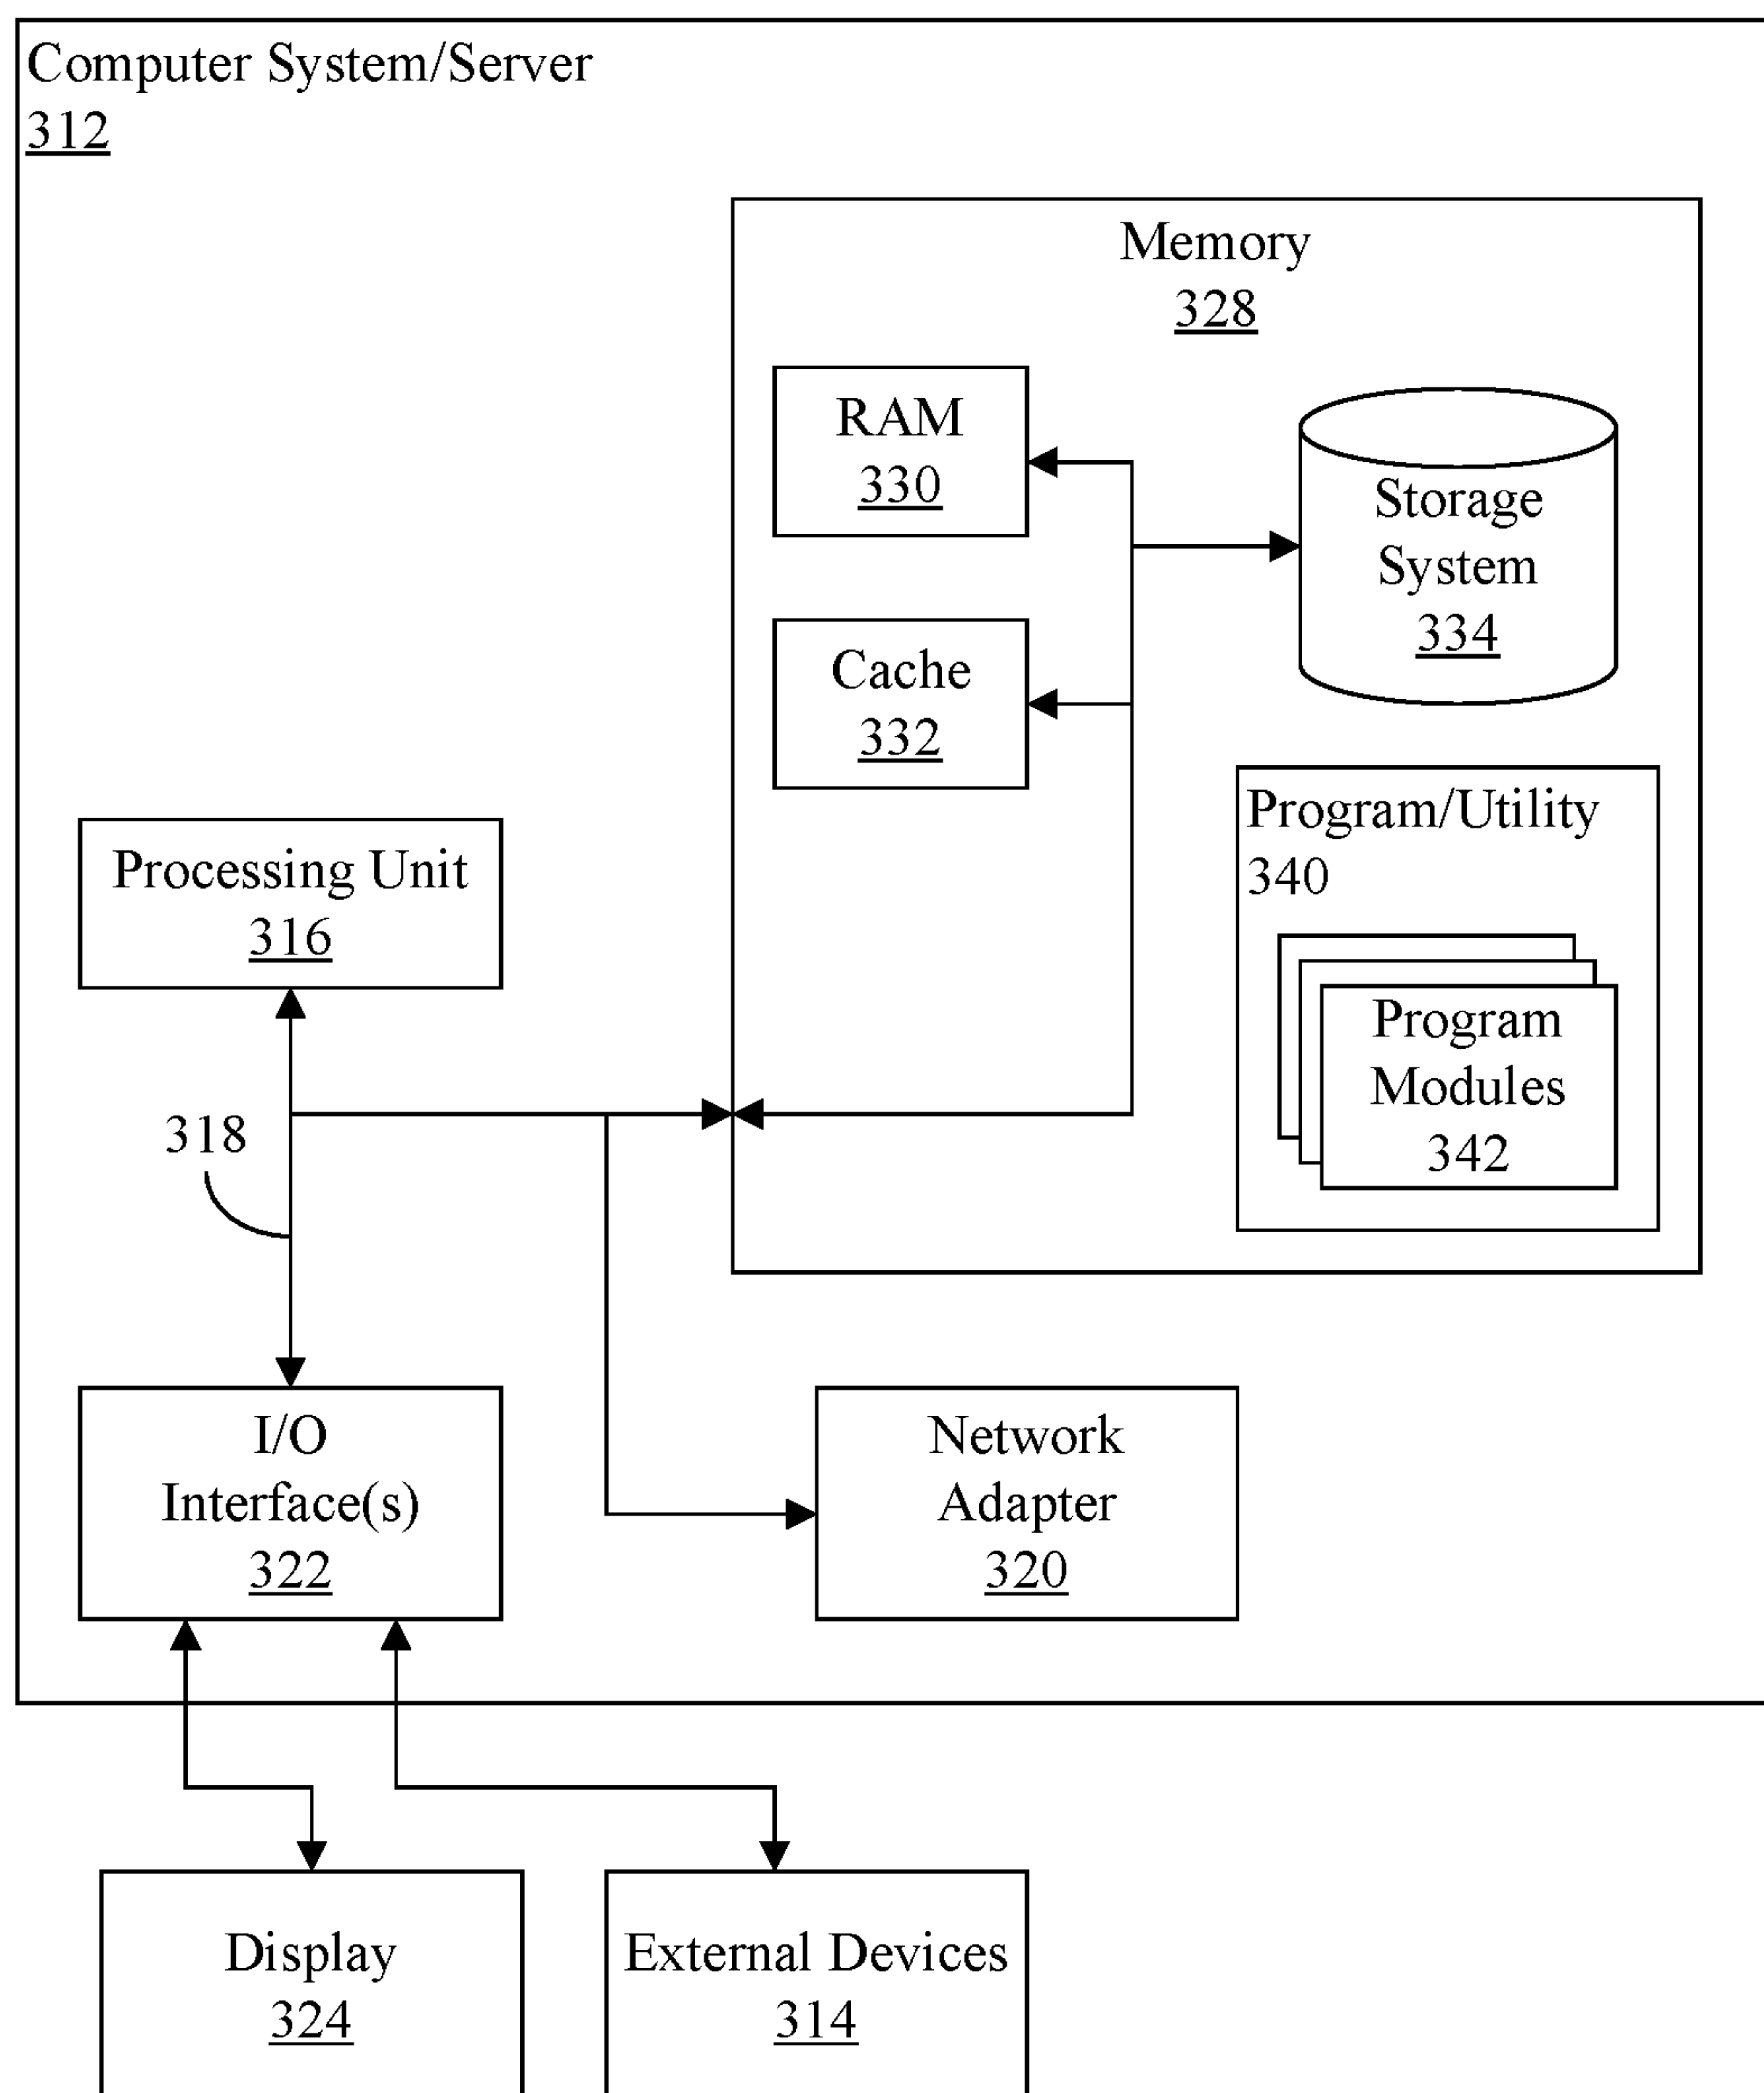 Computer System/Server
312
Memory
328
RAM
330
Storage
System
334
Cache
332
Program/Utility
340
Program
Modules
342
Processing Unit
316
318
I/O
Interface(s)
322
Network
Adapter
320
Display
324
External Devices
314